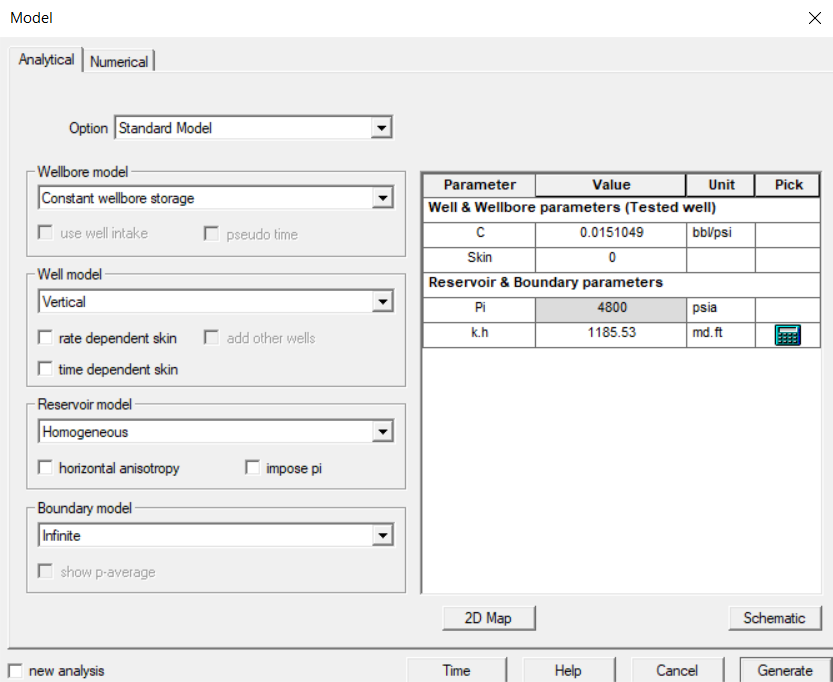 Model
Analytical Numerical
Option Standard Model
Wellbore model
Constant wellbore storage
use well intake pseudo time
Well model
Vertical
rate dependent skin add other wells
time dependent skin
Reservoir model
Homogeneous
horizontal anisotropy impose pi
Boundary model
Infinite
show p-average
Parameter Value Unit Pick
Well & Wellbore parameters (Tested well)
C 0.0151049 bbl/psi
Skin 0
Reservoir & Boundary parameters
Pi 4800 psia
k.h 1185.53 md.ft
2D Map Schematic
new analysis Time Help Cancel Generate